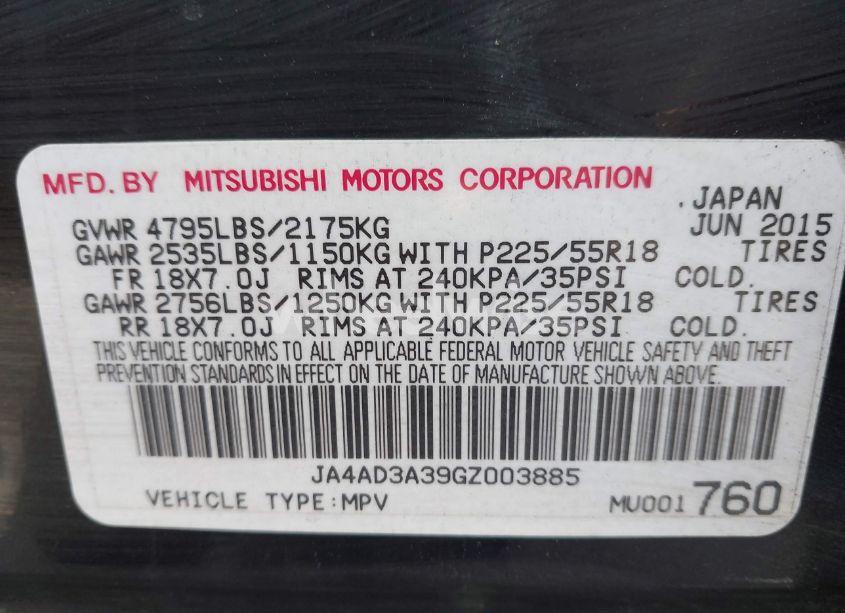 MFD. BY MITSUBISHI MOTORS CORPORATION
.JAPAN
GVWR 4795LBS/2175KG JUN 2015
GAWR 2535LBS/1150KG WITH P225/55R18 TIRES
FR 18X7.0J RIMS AT 240KPA/35PSI COLD.
GAWR 2756LBS/1250KG WITH P225/55R18 TIRES
RR 18X7.0J RIMS AT 240KPA/35PSI COLD.
THIS VEHICLE CONFORMS TO ALL APPLICABLE FEDERAL MOTOR VEHICLE SAFETY AND THEFT
PREVENTION STANDARDS IN EFFECT ON THE DATE OF MANUFACTURE SHOWN ABOVE.
JA4AD3A39GZ003885
VEHICLE TYPE:MPV MU001 760